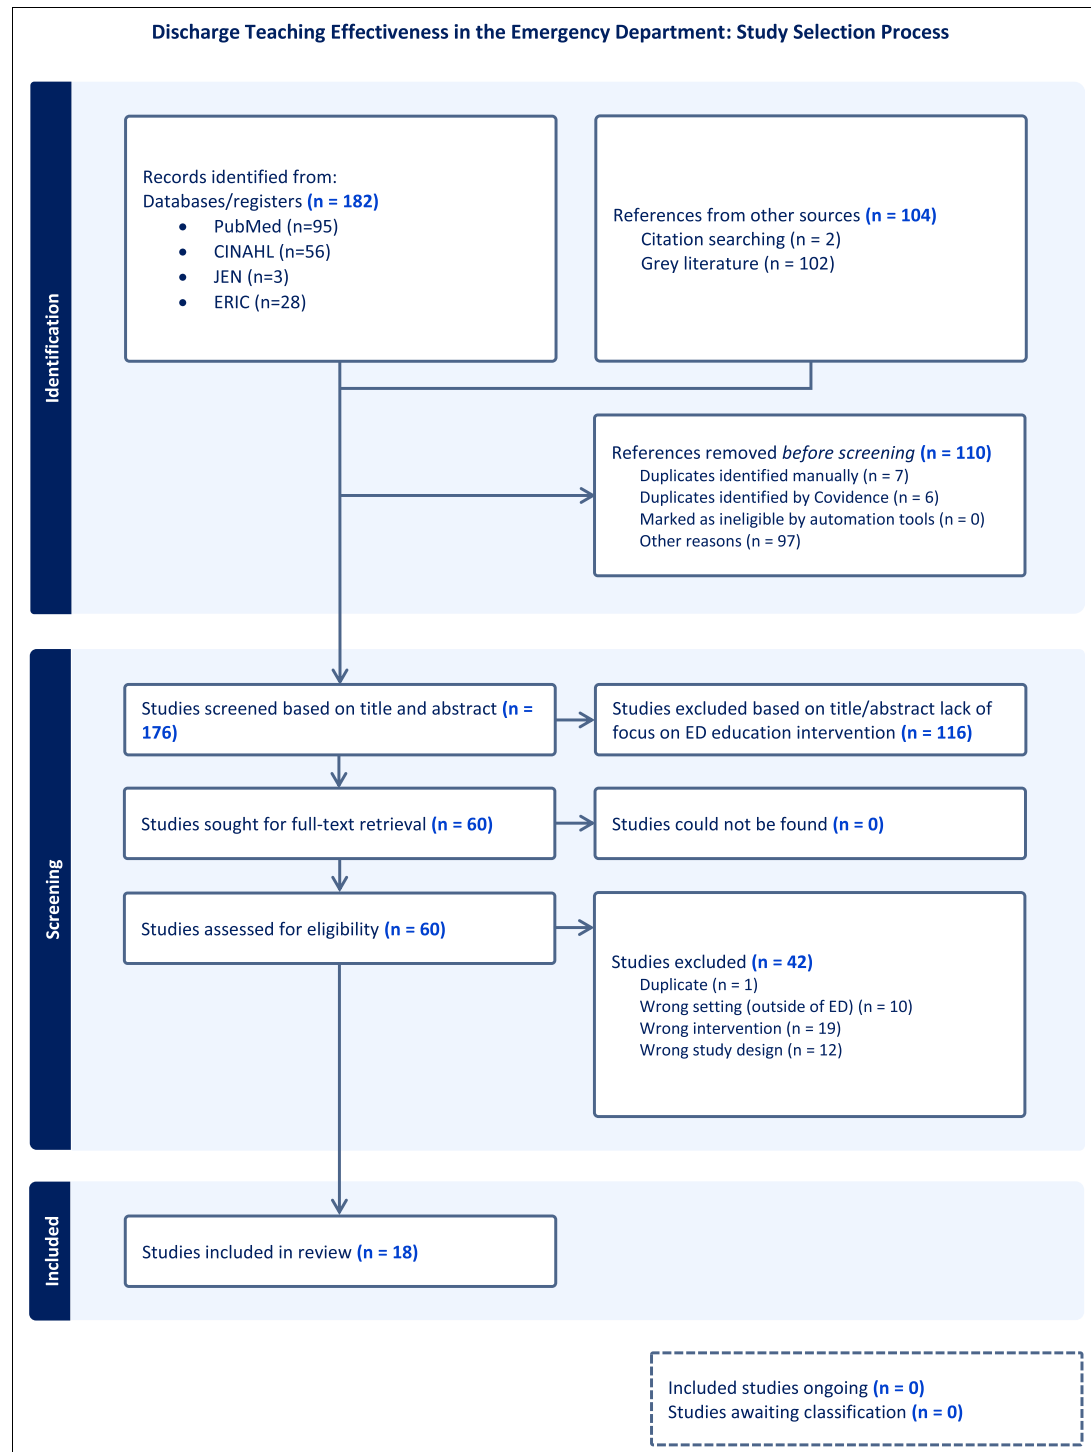 Discharge Teaching Effectiveness in the Emergency Department: Study Selection Process
Identification
Records identified from:
Databases/registers (n = 182)
• PubMed (n=95)
• CINAHL (n=56)
• JEN (n=3)
• ERIC (n=28)
References from other sources (n = 104)
Citation searching (n = 2)
Grey literature (n = 102)
References removed before screening (n = 110)
Duplicates identified manually (n = 7)
Duplicates identified by Covidence (n = 6)
Marked as ineligible by automation tools (n = 0)
Other reasons (n = 97)
Screening
Studies screened based on title and abstract (n =
176)
Studies excluded based on title/abstract lack of
focus on ED education intervention (n = 116)
Studies sought for full-text retrieval (n = 60)
Studies could not be found (n = 0)
Studies assessed for eligibility (n = 60)
Studies excluded (n = 42)
Duplicate (n = 1)
Wrong setting (outside of ED) (n = 10)
Wrong intervention (n = 19)
Wrong study design (n = 12)
Included
Studies included in review (n = 18)
Included studies ongoing (n = 0)
Studies awaiting classification (n = 0)